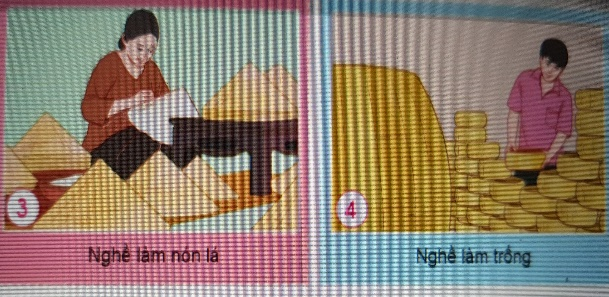 3
4
Nghề làm nón lá
Nghề làm trống